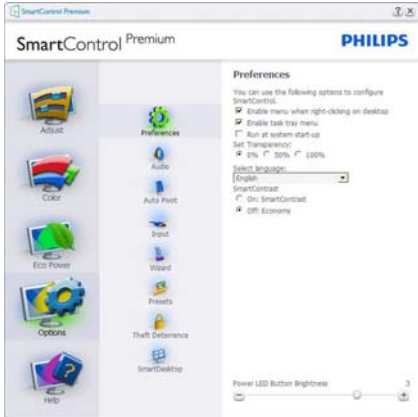 SmartControl Premium
SmartControl Premium
PHILIPS
Adjust
Color
Eco Power
Options
Help
Preferences
Audio
Auto Pivot
Input
Wizard
Presets
Theft Deterrence
SmartDesktop
Preferences
You can use the following options to configure
SmartControl.
Enable menu when right-clicking on desktop
Enable task tray menu
Run at system start-up
Set Transparency:
0% 50% 100%
Select language:
English
SmartContrast
On: SmartContrast
Off: Economy
Power LED Button Brightness 3